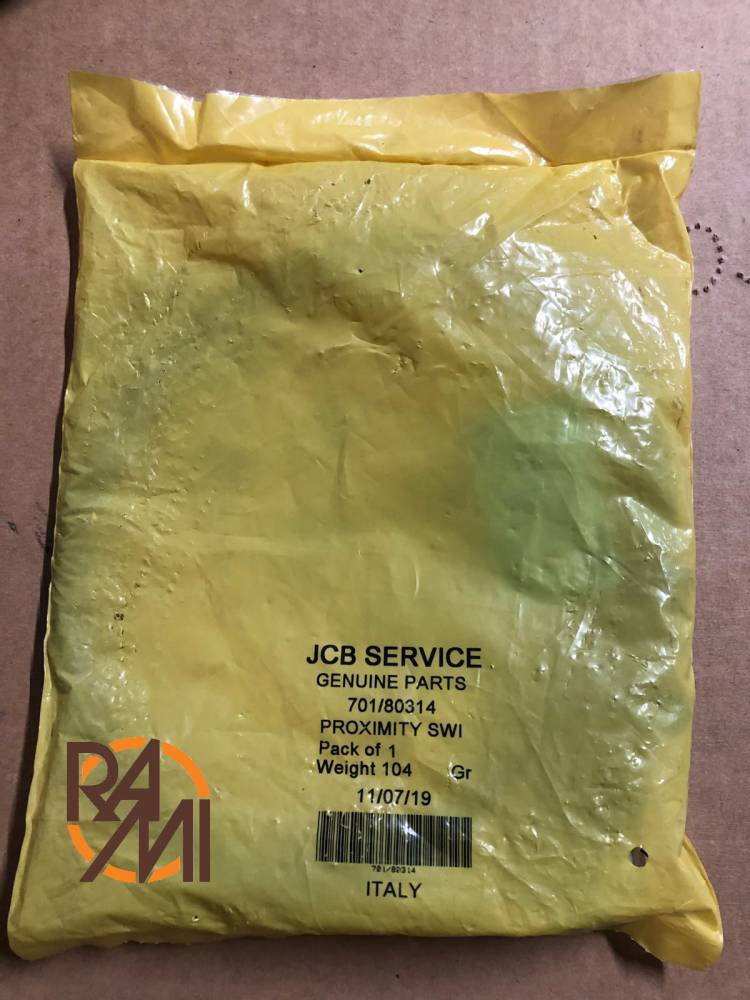 JCB SERVICE
GENUINE PARTS
701/80314
PROXIMITY SWI
Pack of 1
Weight 104 Gr
11/07/19
701/80314
ITALY
RAMI